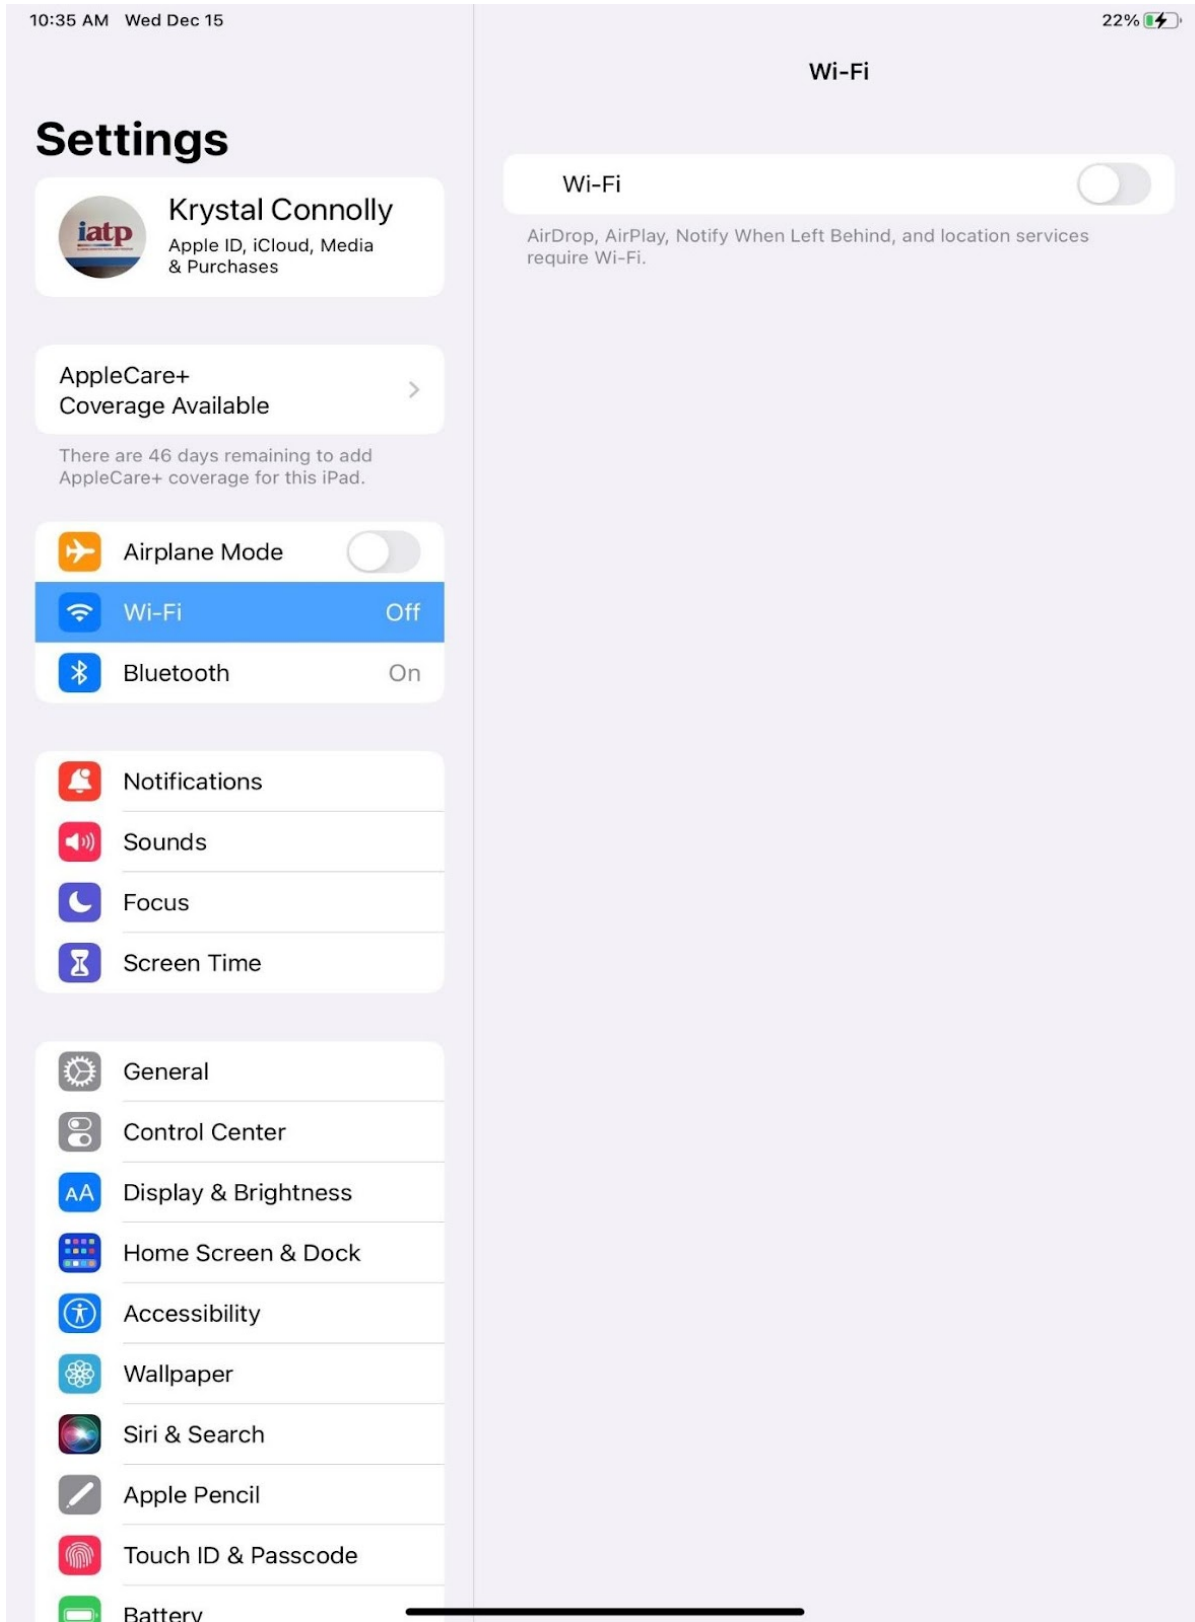 10:35 AM Wed Dec 15
22%
Settings
iatp
Krystal Connolly
Apple ID, iCloud, Media
& Purchases
AppleCare+
Coverage Available
There are 46 days remaining to add
AppleCare+ coverage for this iPad.
Airplane Mode
Wi-Fi Off
Bluetooth On
Notifications
Sounds
Focus
Screen Time
General
Control Center
AA
Display & Brightness
Home Screen & Dock
Accessibility
Wallpaper
Siri & Search
Apple Pencil
Touch ID & Passcode
Battery
Wi-Fi
Wi-Fi
AirDrop, AirPlay, Notify When Left Behind, and location services
require Wi-Fi.